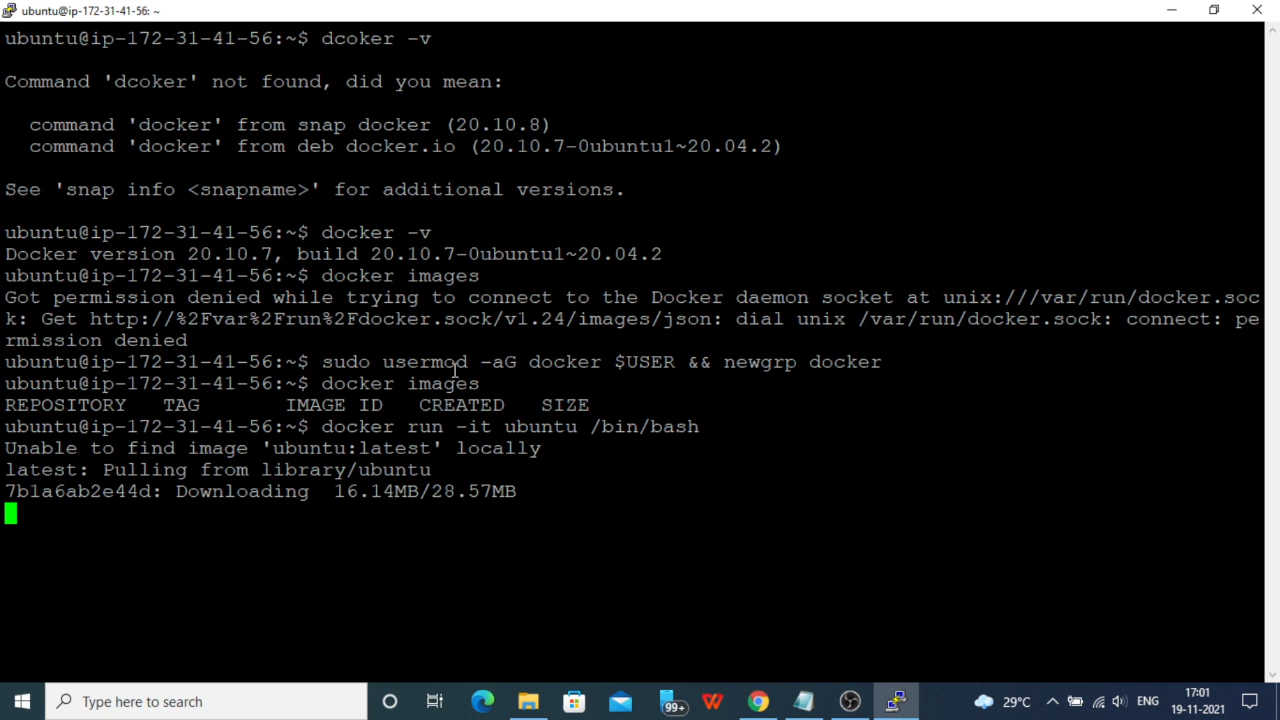 ubuntu@ip-172-31-41-56: ~
ubuntu@ip-172-31-41-56:~$ dcoker -v
Command 'dcoker' not found, did you mean:
command 'docker' from snap docker (20.10.8)
command 'docker' from deb docker.io (20.10.7-0ubuntu1~20.04.2)
See 'snap info <snapname>' for additional versions.
ubuntu@ip-172-31-41-56:~$ docker -v
Docker version 20.10.7, build 20.10.7-0ubuntu1~20.04.2
ubuntu@ip-172-31-41-56:~$ docker images
Got permission denied while trying to connect to the Docker daemon socket at unix:///var/run/docker.soc
k: Get http://%2Fvar%2Frun%2Fdocker.sock/v1.24/images/json: dial unix /var/run/docker.sock: connect: pe
rmission denied
ubuntu@ip-172-31-41-56:~$ sudo usermod -aG docker $USER && newgrp docker
ubuntu@ip-172-31-41-56:~$ docker images
REPOSITORY   TAG       IMAGE ID   CREATED   SIZE
ubuntu@ip-172-31-41-56:~$ docker run -it ubuntu /bin/bash
Unable to find image 'ubuntu:latest' locally
latest: Pulling from library/ubuntu
7b1a6ab2e44d: Downloading  16.14MB/28.57MB
Type here to search
99+
29°C
ENG
17:01
19-11-2021